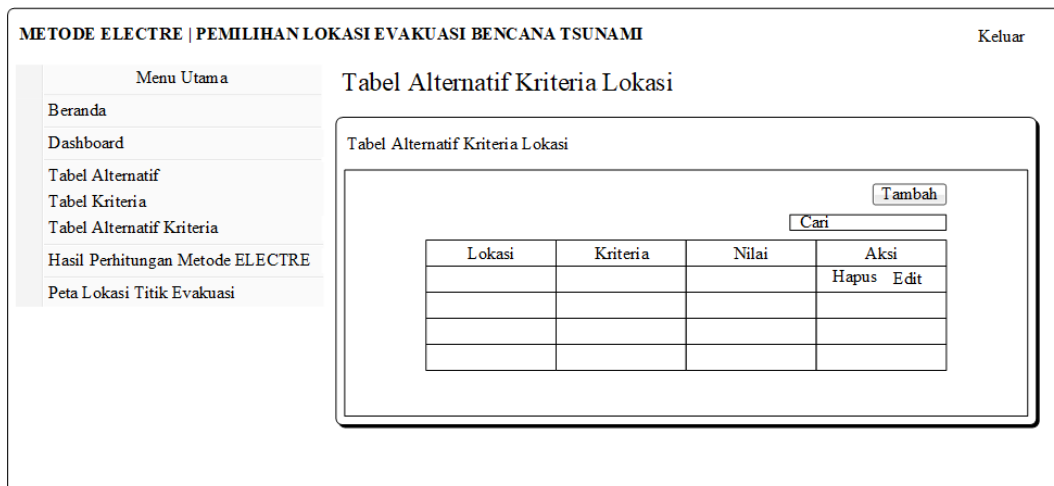 METODE ELECTRE | PEMILIHAN LOKASI EVAKUASI BENCANA TSUNAMI
Keluar
Menu Utama
Beranda
Dashboard
Tabel Alternatif
Tabel Kriteria
Tabel Alternatif Kriteria
Hasil Perhitungan Metode ELECTRE
Peta Lokasi Titik Evakuasi
Tabel Alternatif Kriteria Lokasi
Tabel Alternatif Kriteria Lokasi
Tambah
Cari
Lokasi Kriteria Nilai Aksi
Hapus Edit